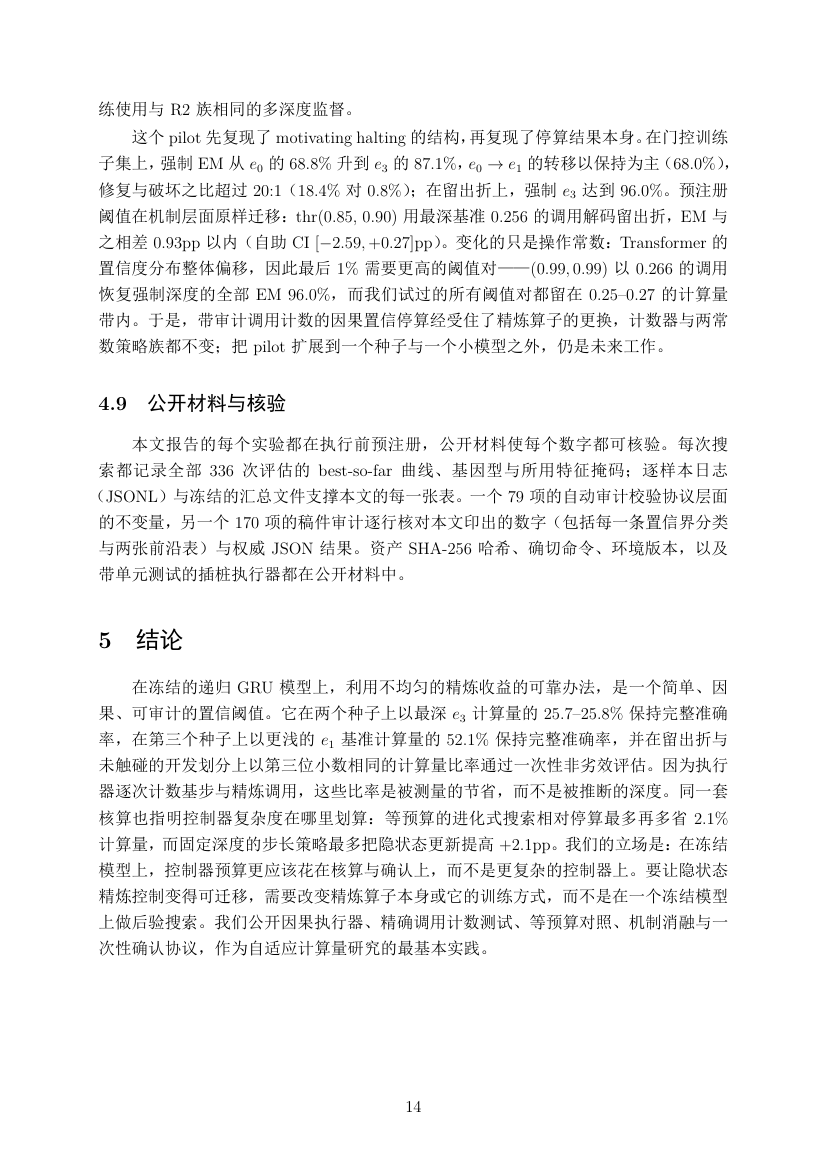 练使用与 R2 族相同的多深度监督。
这个 pilot 先复现了 motivating halting 的结构，再复现了停算结果本身。在门控训练
子集上，强制 EM 从 e₀ 的 68.8% 升到 e₃ 的 87.1%，e₀ → e₁ 的转移以保持为主（68.0%），
修复与破坏之比超过 20:1（18.4% 对 0.8%）；在留出折上，强制 e₃ 达到 96.0%。预注册
阈值在机制层面原样迁移：thr(0.85, 0.90) 用最深基准 0.256 的调用解码留出折，EM 与
之相差 0.93pp 以内（自助 CI [−2.59, +0.27]pp）。变化的只是操作常数：Transformer 的
置信度分布整体偏移，因此最后 1% 需要更高的阈值对——(0.99, 0.99) 以 0.266 的调用
恢复强制深度的全部 EM 96.0%，而我们试过的所有阈值对都留在 0.25–0.27 的计算量
带内。于是，带审计调用计数的因果置信停算经受住了精炼算子的更换，计数器与两常
数策略族都不变；把 pilot 扩展到一个种子与一个小模型之外，仍是未来工作。
4.9 公开材料与核验
本文报告的每个实验都在执行前预注册，公开材料使每个数字都可核验。每次搜
索都记录全部 336 次评估的 best-so-far 曲线、基因型与所用特征掩码；逐样本日志
（JSONL）与冻结的汇总文件支撑本文的每一张表。一个 79 项的自动审计校验协议层面
的不变量，另一个 170 项的稿件审计逐行核对本文印出的数字（包括每一条置信界分类
与两张前沿表）与权威 JSON 结果。资产 SHA-256 哈希、确切命令、环境版本，以及
带单元测试的插桩执行器都在公开材料中。
5 结论
在冻结的递归 GRU 模型上，利用不均匀的精炼收益的可靠办法，是一个简单、因
果、可审计的置信阈值。它在两个种子上以最深 e₃ 计算量的 25.7–25.8% 保持完整准确
率，在第三个种子上以更浅的 e₁ 基准计算量的 52.1% 保持完整准确率，并在留出折与
未触碰的开发划分上以第三位小数相同的计算量比率通过一次性非劣效评估。因为执行
器逐次计数基步与精炼调用，这些比率是被测量的节省，而不是被推断的深度。同一套
核算也指明控制器复杂度在哪里划算：等预算的进化式搜索相对停算最多再多省 2.1%
计算量，而固定深度的步长策略最多把隐状态更新提高 +2.1pp。我们的立场是：在冻结
模型上，控制器预算更应该花在核算与确认上，而不是更复杂的控制器上。要让隐状态
精炼控制变得可迁移，需要改变精炼算子本身或它的训练方式，而不是在一个冻结模型
上做后验搜索。我们公开因果执行器、精确调用计数测试、等预算对照、机制消融与一
次性确认协议，作为自适应计算量研究的最基本实践。
14